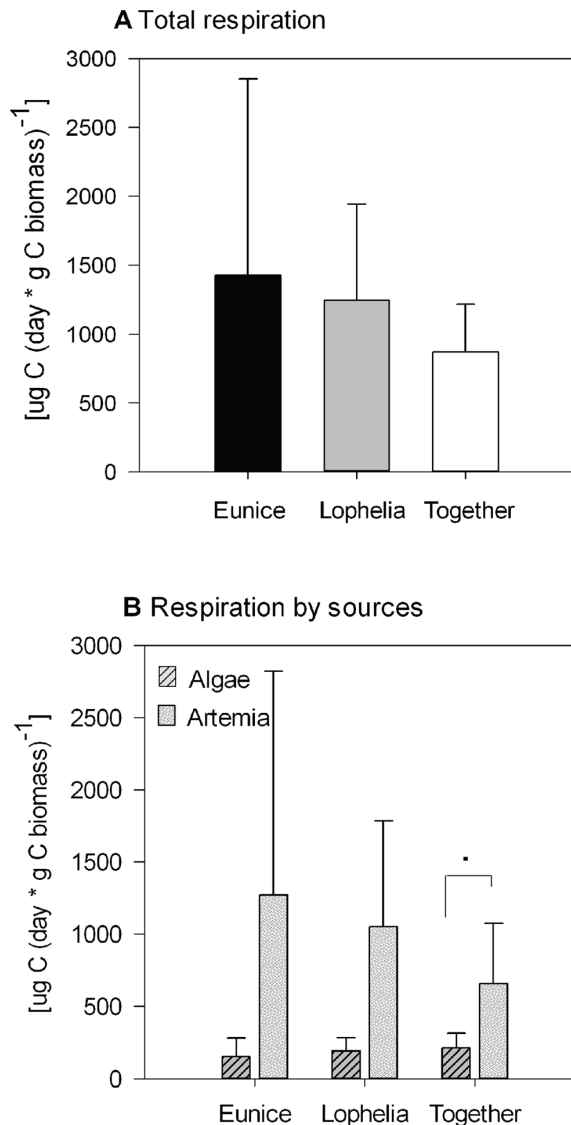 A Total respiration
[ug C (day * g C biomass)⁻¹]
3000
2500
2000
1500
1000
500
0
Eunice Lophelia Together
B Respiration by sources
[ug C (day * g C biomass)⁻¹]
3000
2500
2000
1500
1000
500
0
Algae
Artemia
Eunice Lophelia Together